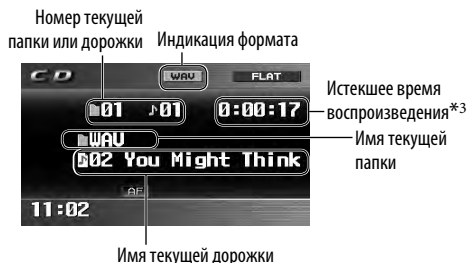 Номер текущей
папки или дорожки
Индикация формата
CD
WAV
FLAT
01
♪01
0:00:17
Истекшее время
воспроизведения*3
WAV
Имя текущей
папки
02 You Might Think
AF
11:02
Имя текущей дорожки